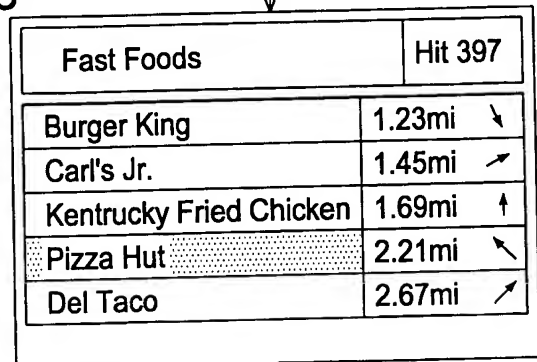 Fast Foods Hit 397
Burger King 1.23mi
Carl's Jr. 1.45mi
Kentrucky Fried Chicken 1.69mi
Pizza Hut 2.21mi
Del Taco 2.67mi